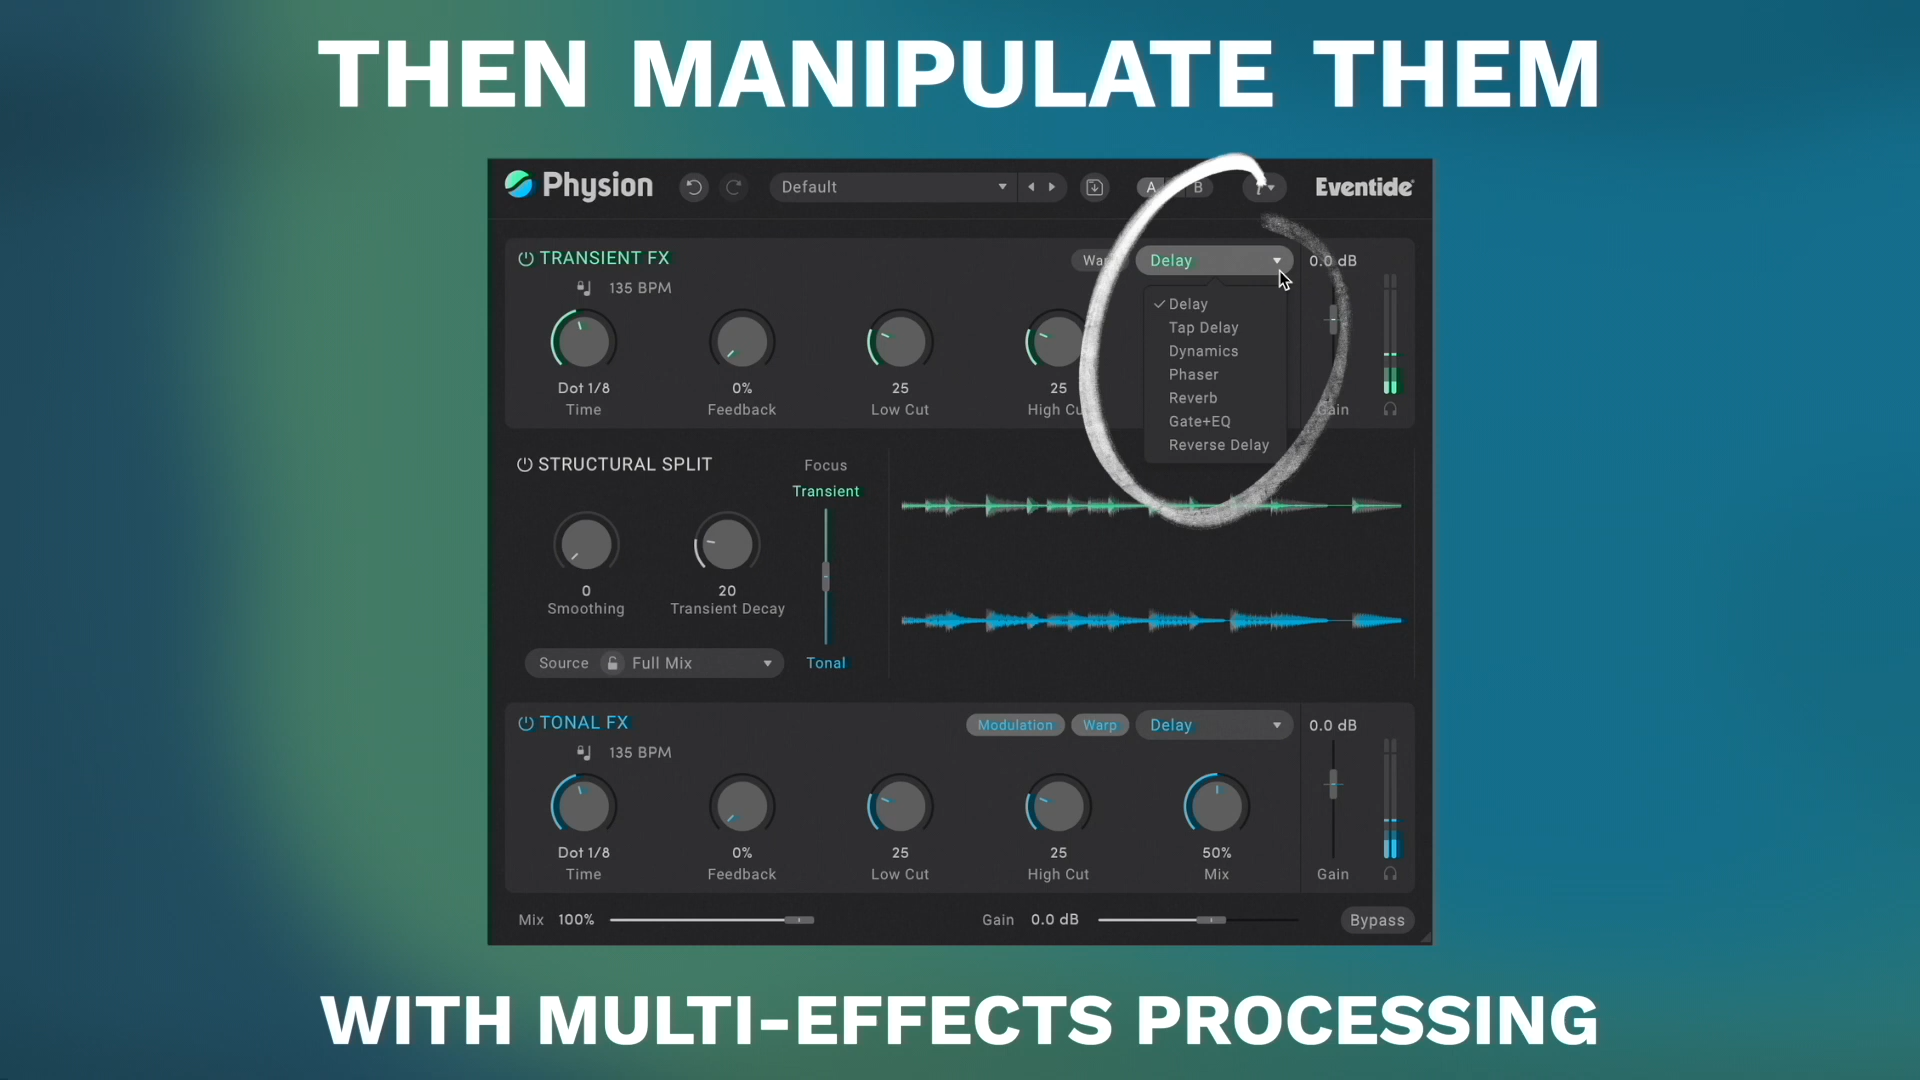 THEN MANIPULATE THEM
Physion
Default
A
B
Eventide
TRANSIENT FX
Delay
0.0 dB
135 BPM
Delay
Tap Delay
Dynamics
Phaser
Reverb
Gate+EQ
Reverse Delay
Dot 1/8
0%
25
25
Time
Feedback
Low Cut
High Cu
Gain
STRUCTURAL SPLIT
Focus
Transient
0
20
Smoothing
Transient Decay
Source
Full Mix
Tonal
TONAL FX
Modulation
Warp
Delay
0.0 dB
135 BPM
Dot 1/8
0%
25
25
50%
Time
Feedback
Low Cut
High Cut
Mix
Gain
Mix
100%
Gain
0.0 dB
Bypass
WITH MULTI-EFFECTS PROCESSING